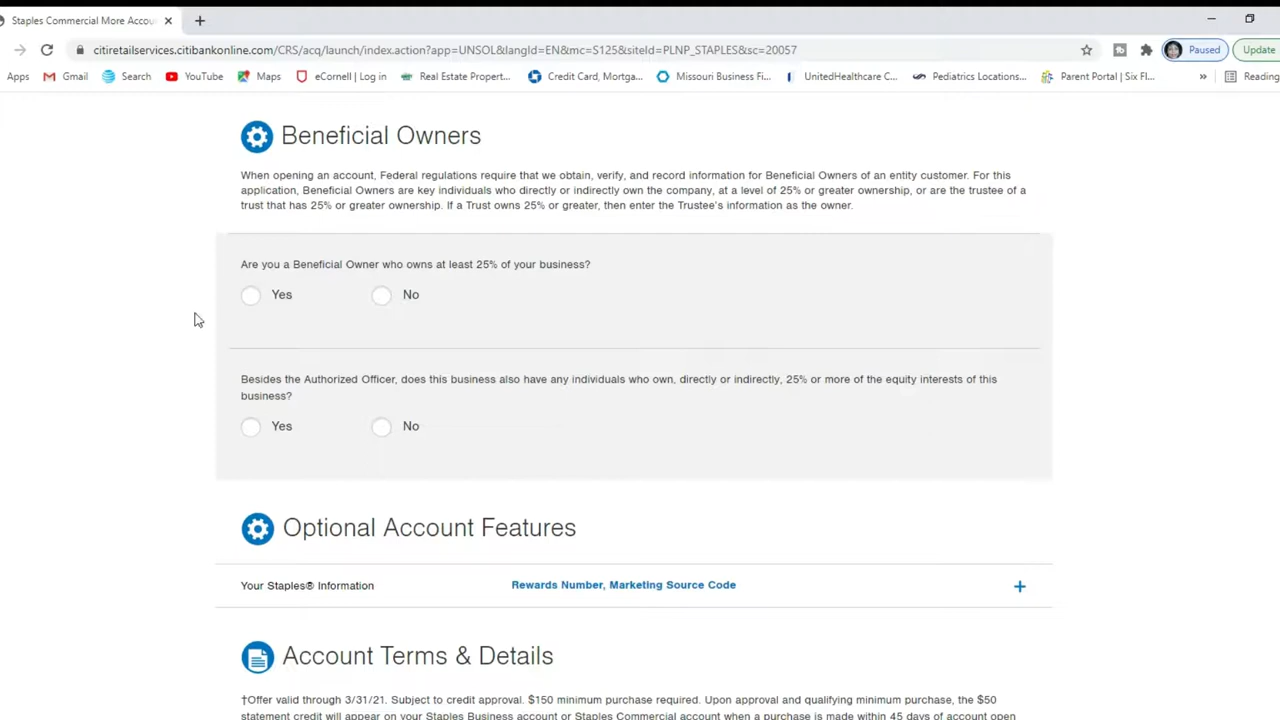 Staples Commercial More Accou
citiretailservices.citibankonline.com/CRS/acq/launch/index.action?app=UNSOL&langId=EN&mc=S125&siteId=PLNP_STAPLES&sc=20057
Paused
Update
Apps
Gmail
Search
YouTube
Maps
eCornell | Log in
Real Estate Propert...
Credit Card, Mortga...
Missouri Business Fi...
UnitedHealthcare C...
Pediatrics Locations...
Parent Portal | Six Fl...
»
Reading
Beneficial Owners
When opening an account, Federal regulations require that we obtain, verify, and record information for Beneficial Owners of an entity customer. For this
application, Beneficial Owners are key individuals who directly or indirectly own the company, at a level of 25% or greater ownership, or are the trustee of a
trust that has 25% or greater ownership. If a Trust owns 25% or greater, then enter the Trustee's information as the owner.
Are you a Beneficial Owner who owns at least 25% of your business?
Yes No
Besides the Authorized Officer, does this business also have any individuals who own, directly or indirectly, 25% or more of the equity interests of this
business?
Yes No
Optional Account Features
Your Staples® Information Rewards Number, Marketing Source Code +
Account Terms & Details
†Offer valid through 3/31/21. Subject to credit approval. $150 minimum purchase required. Upon approval and qualifying minimum purchase, the $50
statement credit will appear on your Staples Business account or Staples Commercial account when a purchase is made within 45 days of account open